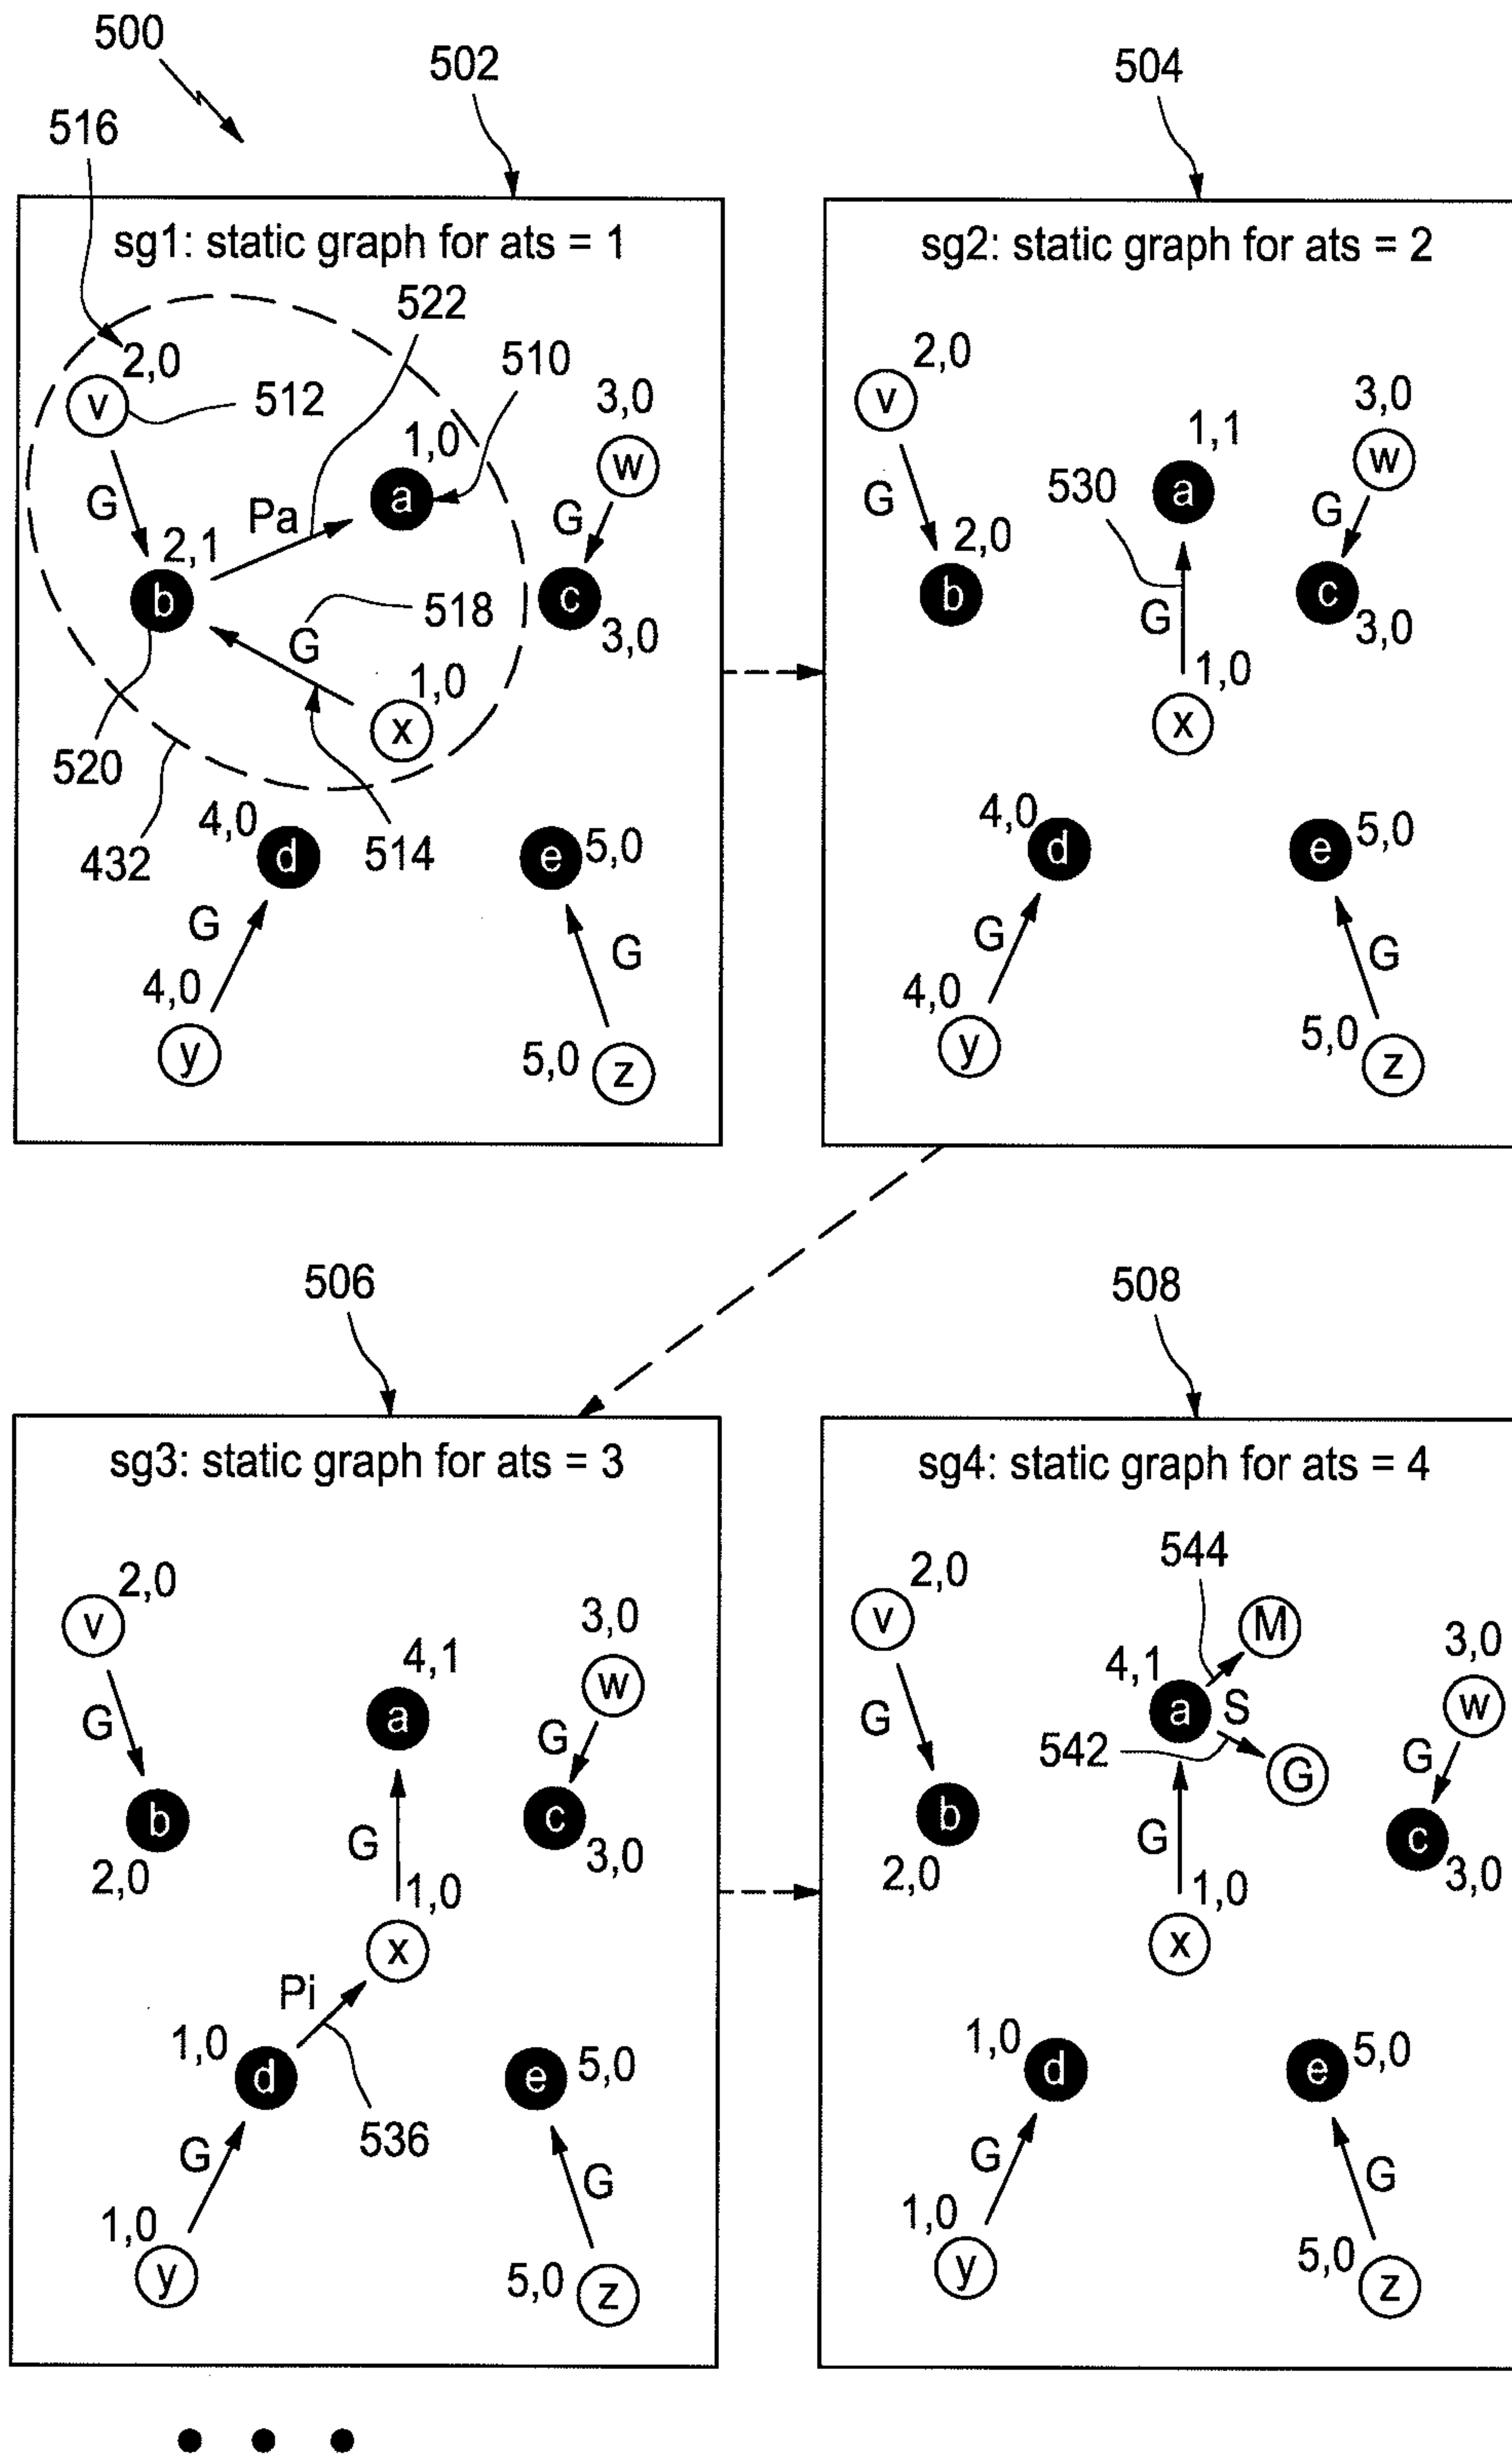 500
502
504
516
sg1: static graph for ats = 1
522
2,0
v
512
510
1,0
a
3,0
w
G
Pa
G
2,1
b
518
G
c
3,0
1,0
x
520
432
514
4,0
d
e
5,0
G
G
4,0
y
5,0
z
sg2: static graph for ats = 2
2,0
v
3,0
w
1,1
a
530
G
G
2,0
b
c
3,0
G
1,0
x
4,0
d
e
5,0
G
G
4,0
y
5,0
z
506
508
sg3: static graph for ats = 3
2,0
v
3,0
w
4,1
a
G
G
b
2,0
c
3,0
G
1,0
x
Pi
1,0
d
e
5,0
536
G
G
1,0
y
5,0
z
sg4: static graph for ats = 4
544
2,0
v
M
3,0
w
4,1
a
S
542
G
G
G
b
2,0
c
3,0
G
1,0
x
1,0
d
e
5,0
G
G
1,0
y
5,0
z